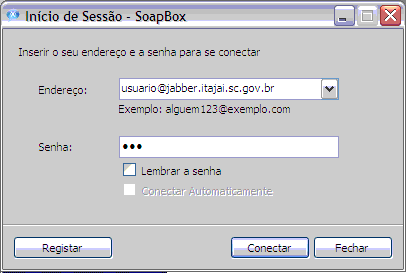 Início de Sessão - SoapBox
Inserir o seu endereço e a senha para se conectar
Endereço: usuario@jabber.itajai.sc.gov.br
Exemplo: alguem123@exemplo.com
Senha: •••
Lembrar a senha
Conectar Automaticamente
Registar Conectar Fechar